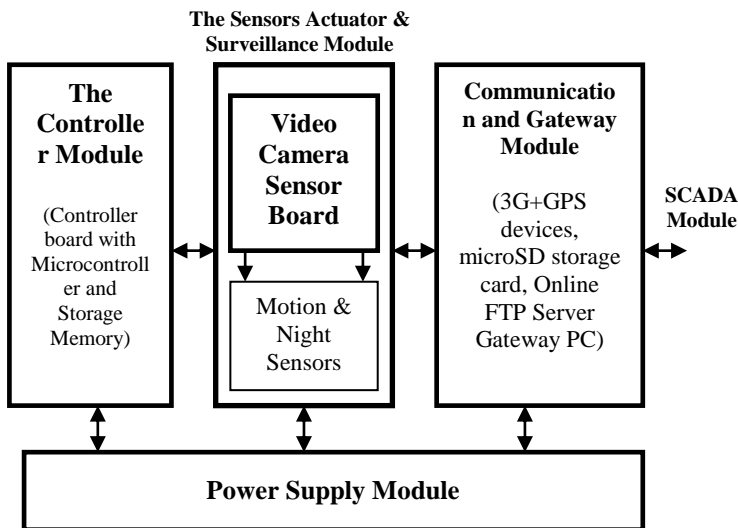 The Sensors Actuator &
Surveillance Module
The
Controlle
r Module
(Controller
board with
Microcontroll
er and
Storage
Memory)
Video
Camera
Sensor
Board
Motion &
Night
Sensors
Communicatio
n and Gateway
Module
(3G+GPS
devices,
microSD storage
card, Online
FTP Server
Gateway PC)
SCADA
Module
Power Supply Module